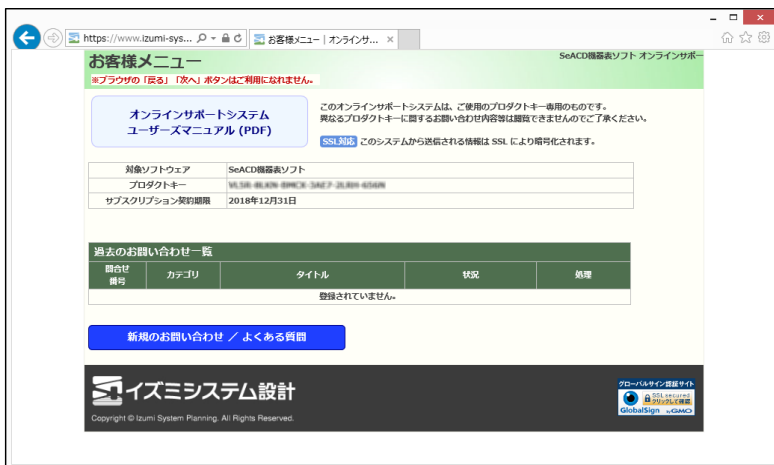 https://www.izumi-sys...
お客様メニュー | オンラインサ...
お客様メニュー
SeACD機器表ソフト オンラインサポー
※ブラウザの「戻る」「次へ」ボタンはご利用になれません。
オンラインサポートシステム
ユーザーズマニュアル (PDF)
このオンラインサポートシステムは、ご使用のプロダクトキー専用のものです。
異なるプロダクトキーに関するお問い合わせ内容等は閲覧できませんのでご了承ください。
SSL対応 このシステムから送信される情報は SSL により暗号化されます。
対象ソフトウェア SeACD機器表ソフト
プロダクトキー
サブスクリプション契約期限 2018年12月31日
過去のお問い合わせ一覧
問合せ
番号 カテゴリ タイトル 状況 処理
登録されていません。
新規のお問い合わせ ／ よくある質問
イズミシステム設計
Copyright © Izumi System Planning. All Rights Reserved.
グローバルサイン認証サイト
SSL secured
クリックして確認
GlobalSign by GMO